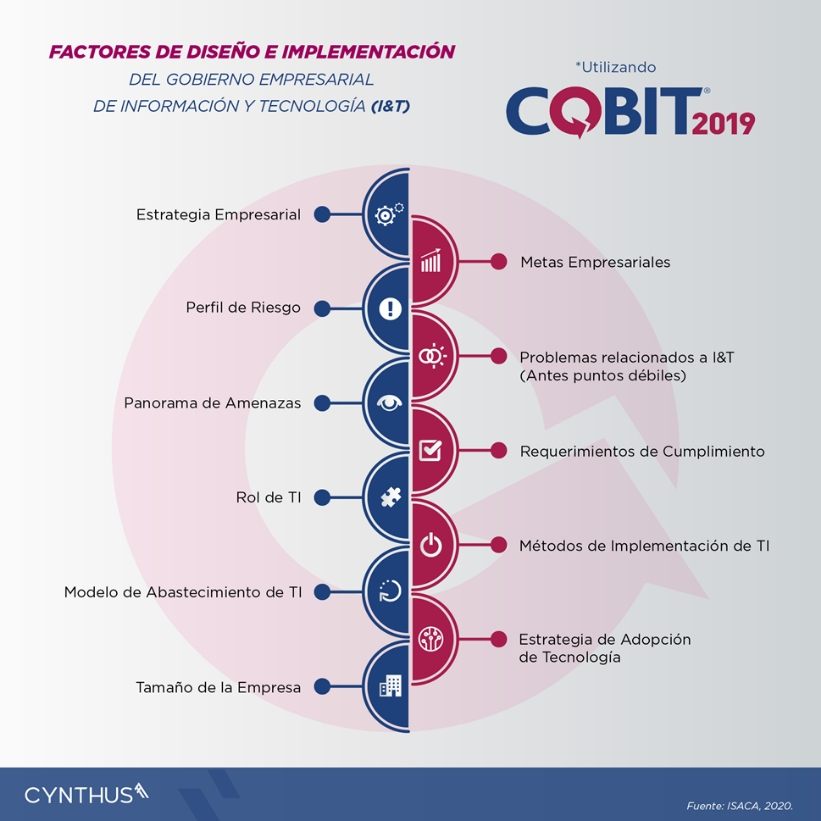 FACTORES DE DISEÑO E IMPLEMENTACIÓN
DEL GOBIERNO EMPRESARIAL
DE INFORMACIÓN Y TECNOLOGÍA (I&T)
*Utilizando
COBIT® 2019
Estrategia Empresarial
Metas Empresariales
Perfil de Riesgo
Problemas relacionados a I&T
(Antes puntos débiles)
Panorama de Amenazas
Requerimientos de Cumplimiento
Rol de TI
Métodos de Implementación de TI
Modelo de Abastecimiento de TI
Estrategia de Adopción
de Tecnología
Tamaño de la Empresa
CYNTHUS
Fuente: ISACA, 2020.